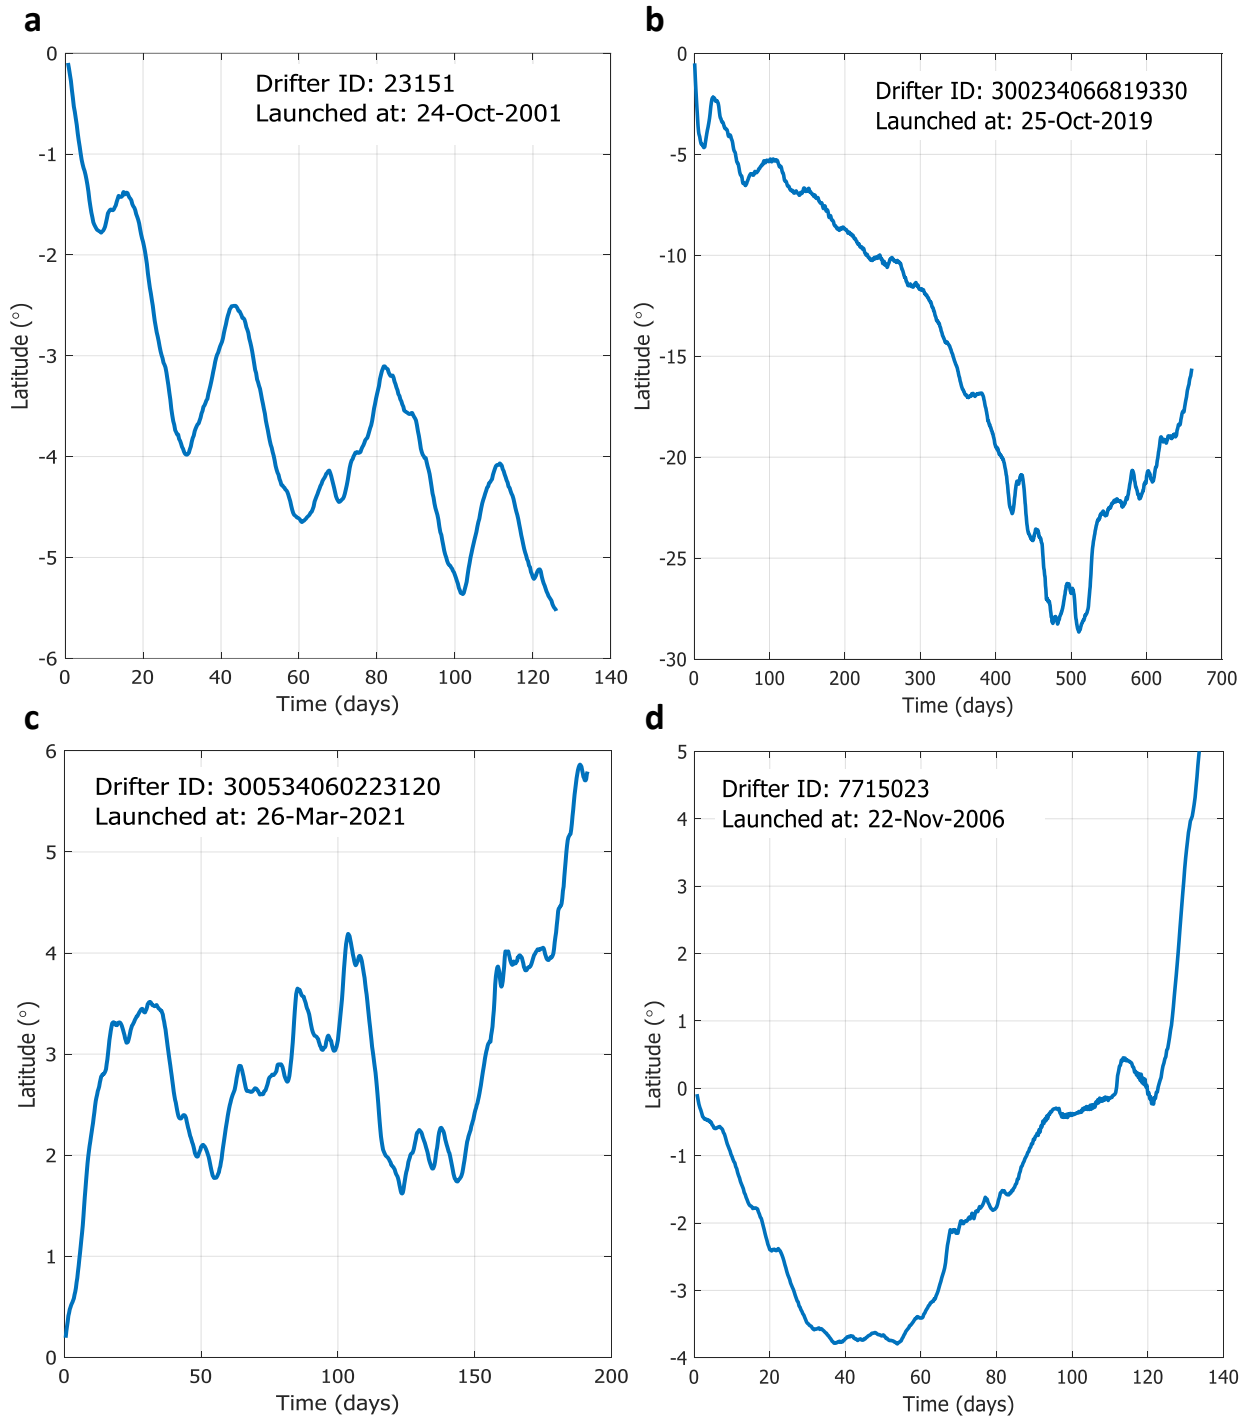 a
Drifter ID: 23151
Launched at: 24-Oct-2001
Latitude (°)
0
-1
-2
-3
-4
-5
-6
0 20 40 60 80 100 120 140
Time (days)
b
Drifter ID: 300234066819330
Launched at: 25-Oct-2019
Latitude (°)
0
-5
-10
-15
-20
-25
-30
0 100 200 300 400 500 600 700
Time (days)
c
Drifter ID: 300534060223120
Launched at: 26-Mar-2021
Latitude (°)
6
5
4
3
2
1
0
0 50 100 150 200
Time (days)
d
Drifter ID: 7715023
Launched at: 22-Nov-2006
Latitude (°)
5
4
3
2
1
0
-1
-2
-3
-4
0 20 40 60 80 100 120 140
Time (days)